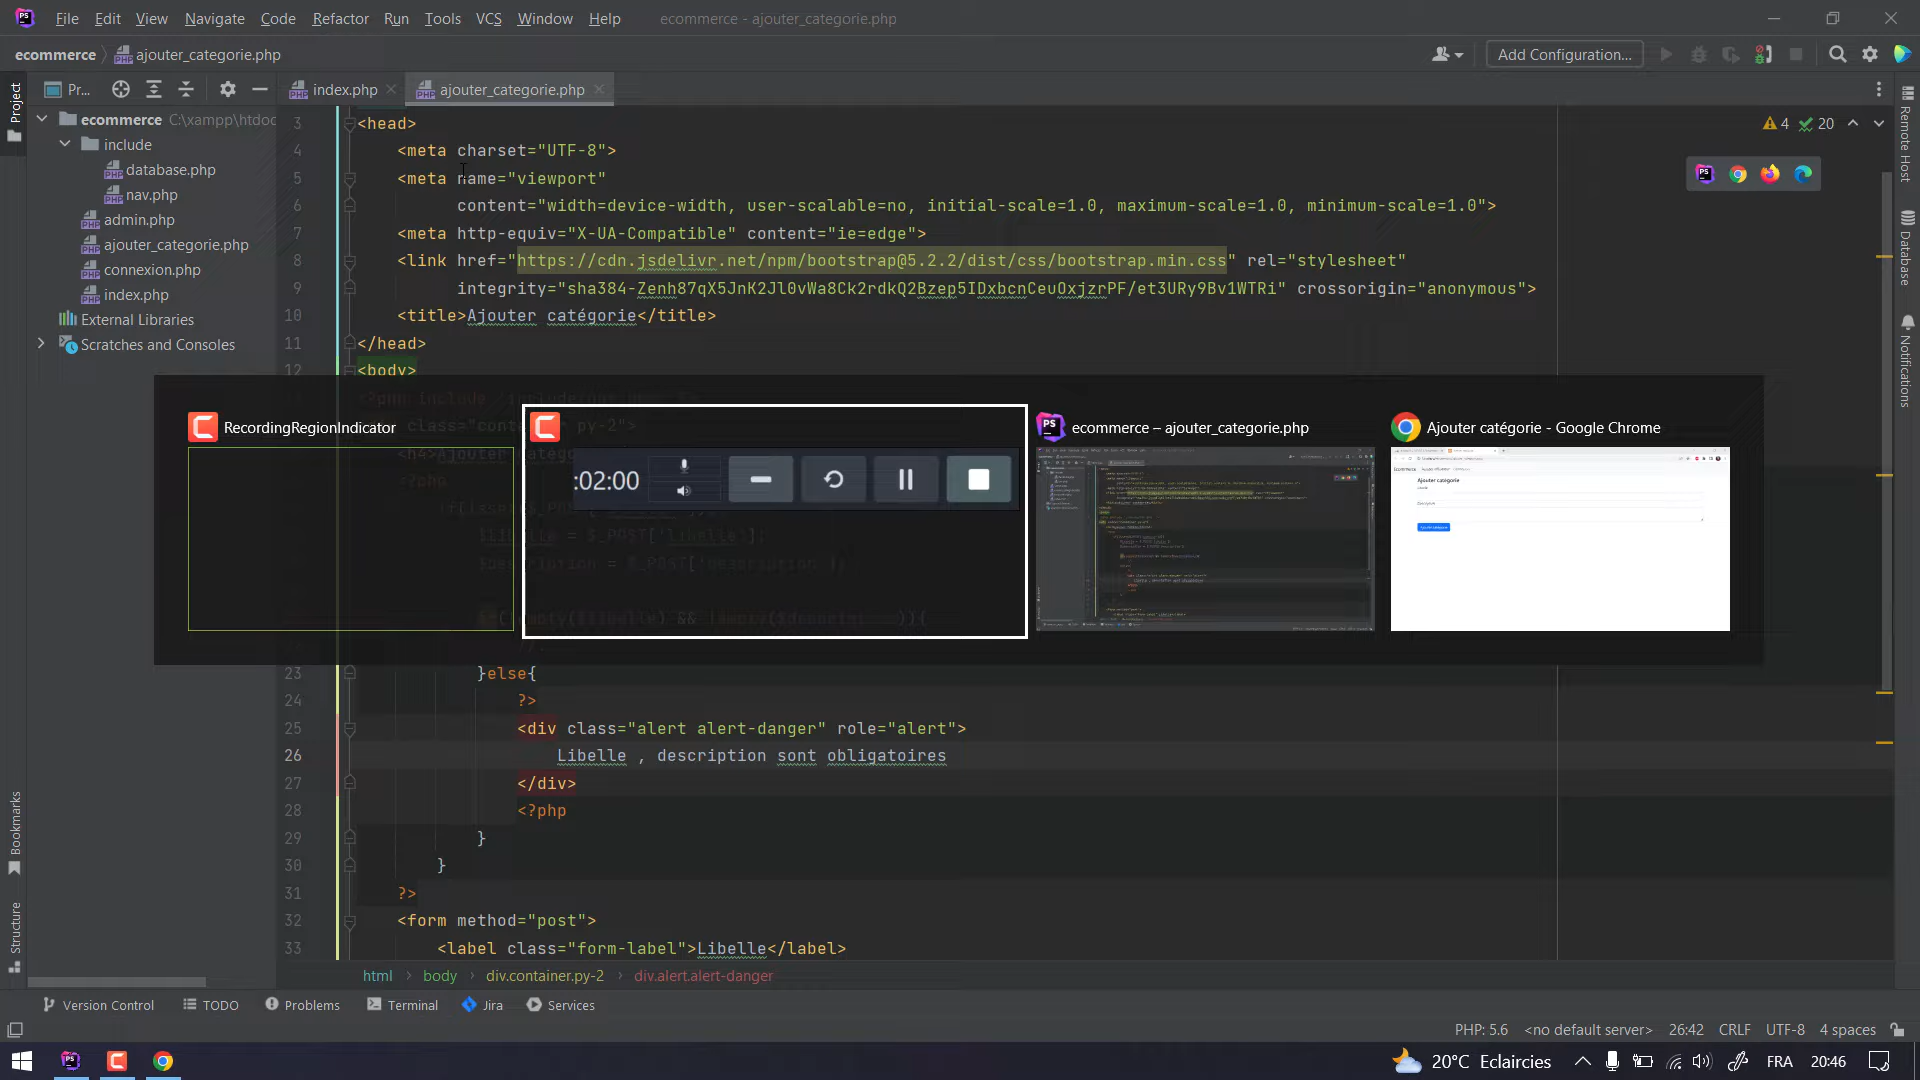 File Edit View Navigate Code Refactor Run Tools VCS Window Help ecommerce - ajouter_categorie.php
ecommerce ajouter_categorie.php
Add Configuration...
Pr...
index.php
ajouter_categorie.php
Project
ecommerce C:\xampp\htdoc
include
database.php
nav.php
admin.php
ajouter_categorie.php
connexion.php
index.php
External Libraries
Scratches and Consoles
4 20
3 <head>
4 <meta charset="UTF-8">
5 <meta name="viewport"
6 content="width=device-width, user-scalable=no, initial-scale=1.0, maximum-scale=1.0, minimum-scale=1.0">
7 <meta http-equiv="X-UA-Compatible" content="ie=edge">
8 <link href="https://cdn.jsdelivr.net/npm/bootstrap@5.2.2/dist/css/bootstrap.min.css" rel="stylesheet"
9 integrity="sha384-Zenh87qX5JnK2Jl0vWa8Ck2rdkQ2Bzep5IDxbcnCeuOxjzrPF/et3URy9Bv1WTRi" crossorigin="anonymous">
10 <title>Ajouter catégorie</title>
11 </head>
12 <body>
RecordingRegionIndicator
:02:00
ecommerce – ajouter_categorie.php
Ajouter catégorie - Google Chrome
Ajouter categorie
23 }else{
24 ?>
25 <div class="alert alert-danger" role="alert">
26 Libelle , description sont obligatoires
27 </div>
28 <?php
29 }
30 }
31 ?>
32 <form method="post">
33 <label class="form-label">Libelle</label>
html body div.container.py-2 div.alert.alert-danger
Bookmarks
Structure
Remote Host
Database
Notifications
Version Control TODO Problems Terminal Jira Services
PHP: 5.6 <no default server> 26:42 CRLF UTF-8 4 spaces
20°C Eclaircies FRA 20:46